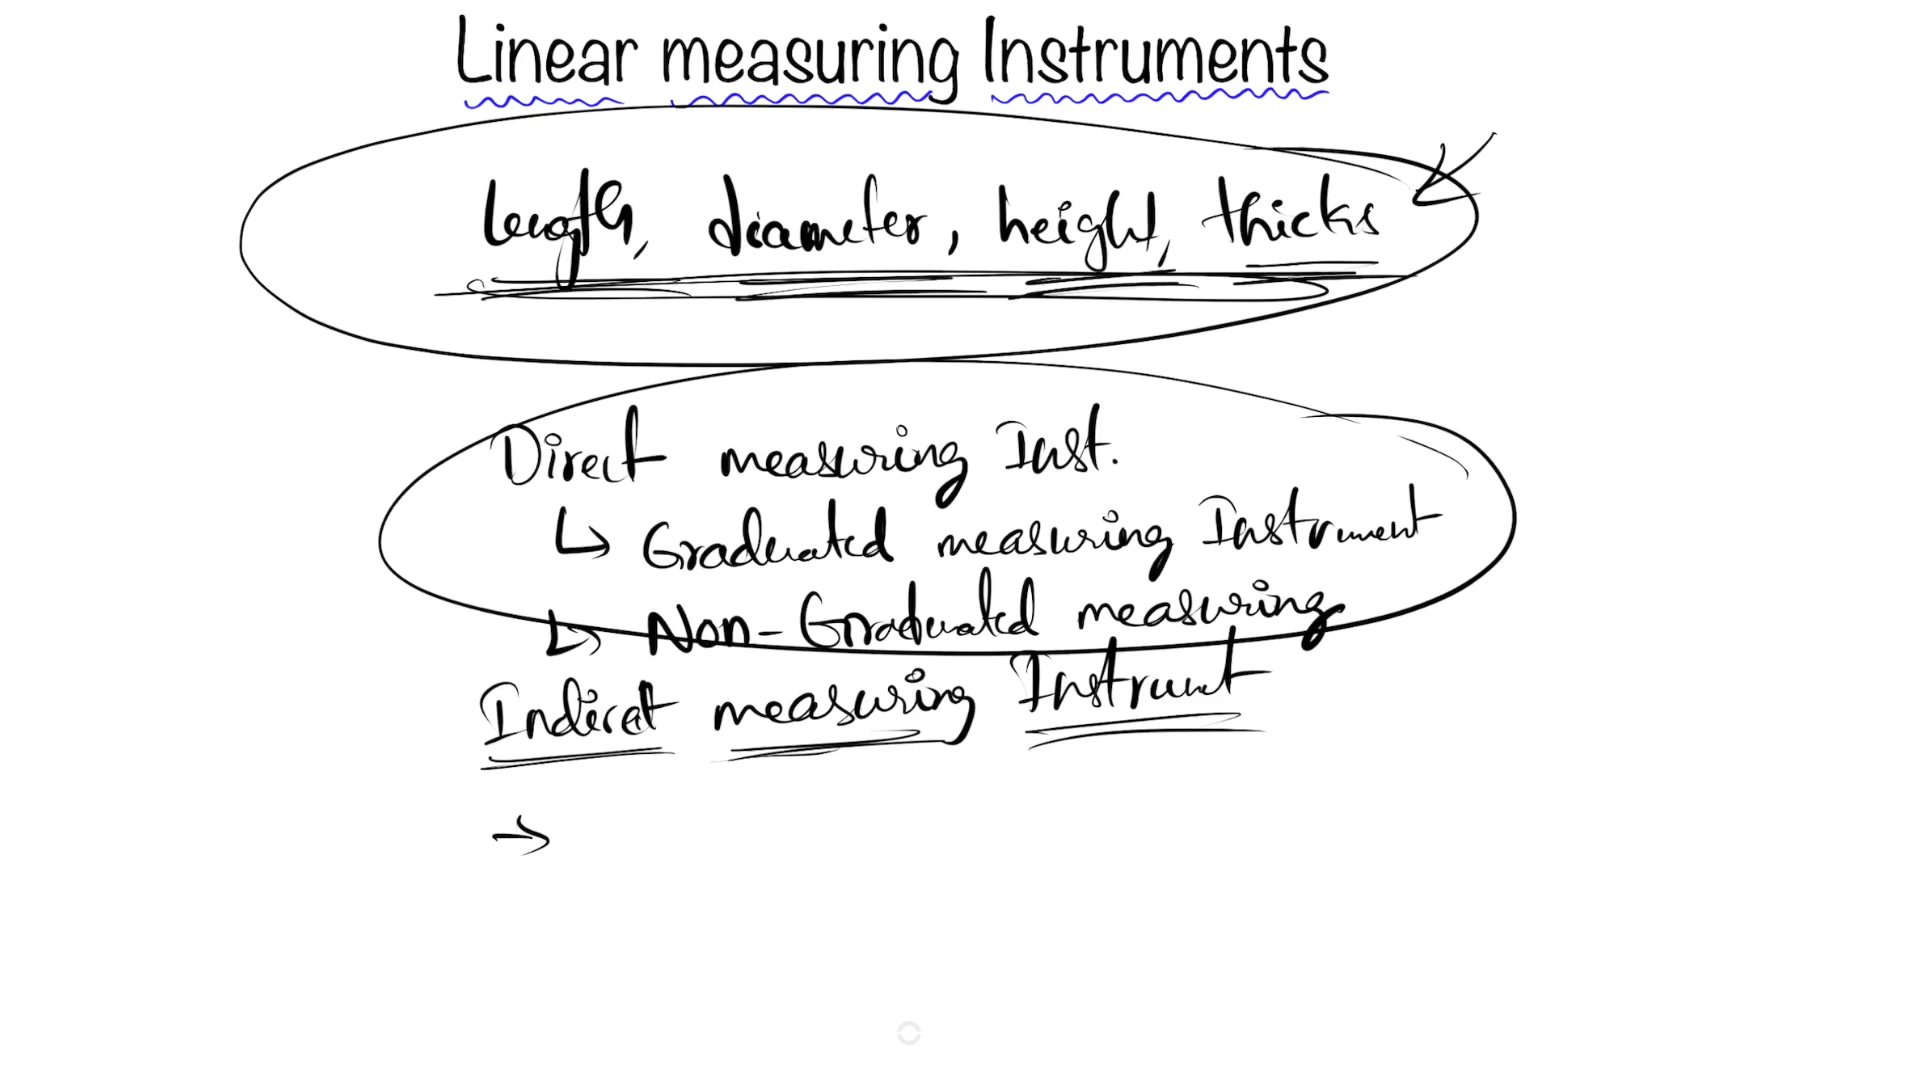 Linear measuring Instruments
length, diameter, height, thicks
Direct measuring Inst.
↳ Graduated measuring Instrument
↳ Non-Graduated measuring
Indirect measuring Instrument
→